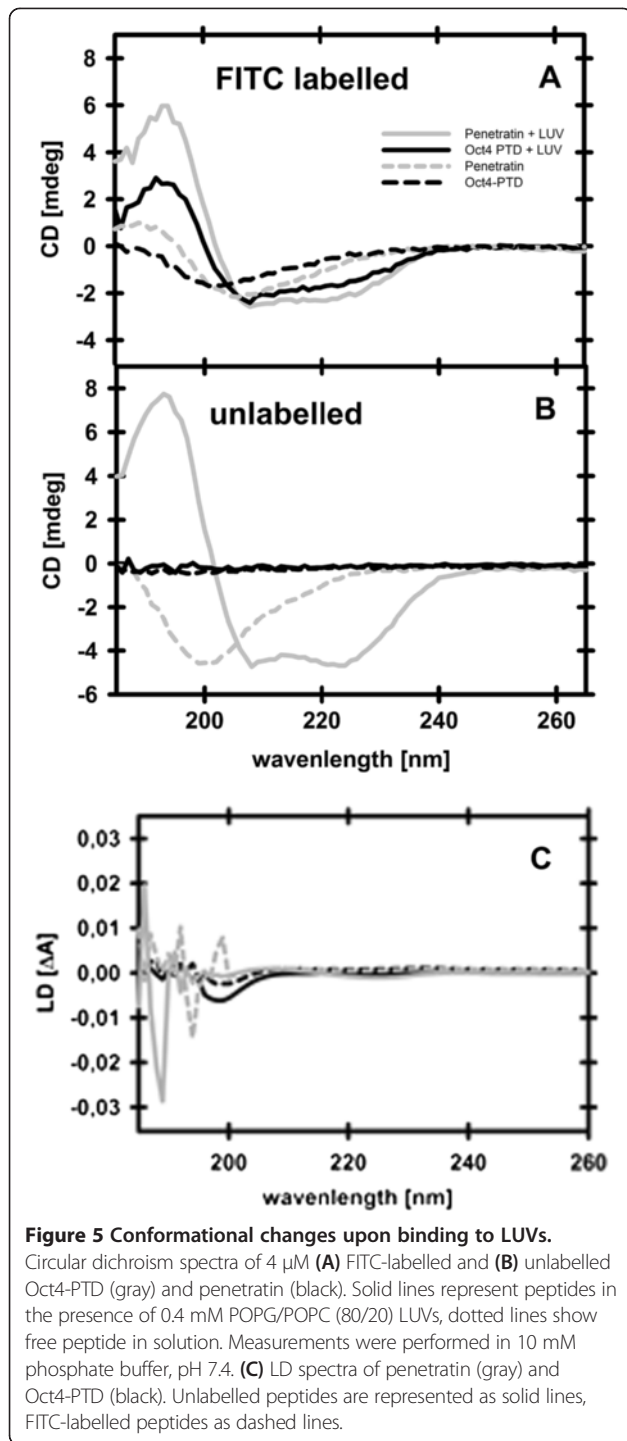 FITC labelled
A
Penetratin + LUV
Oct4 PTD + LUV
Penetratin
Oct4-PTD
CD [mdeg]
6
4
2
0
-2
-4
unlabelled
B
CD [mdeg]
8
6
4
2
0
-2
-4
-6
200
220
240
260
wavenlength [nm]
C
LD [ΔA]
0,03
0,02
0,01
0,00
-0,01
-0,02
-0,03
200
220
240
260
wavenlength [nm]
Figure 5 Conformational changes upon binding to LUVs.
Circular dichroism spectra of 4 μM (A) FITC-labelled and (B) unlabelled
Oct4-PTD (gray) and penetratin (black). Solid lines represent peptides in
the presence of 0.4 mM POPG/POPC (80/20) LUVs, dotted lines show
free peptide in solution. Measurements were performed in 10 mM
phosphate buffer, pH 7.4. (C) LD spectra of penetratin (gray) and
Oct4-PTD (black). Unlabelled peptides are represented as solid lines,
FITC-labelled peptides as dashed lines.